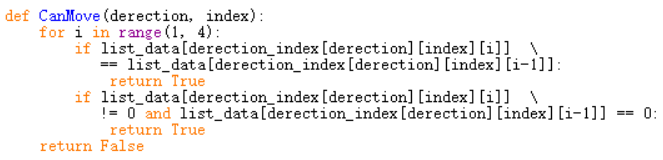 def CanMove(derection, index):
    for i in range(1, 4):
        if list_data[derection_index[derection][index][i]]  \
           == list_data[derection_index[derection][index][i-1]]:
            return True
        if list_data[derection_index[derection][index][i]]  \
           != 0 and list_data[derection_index[derection][index][i-1]] == 0:
            return True
    return False